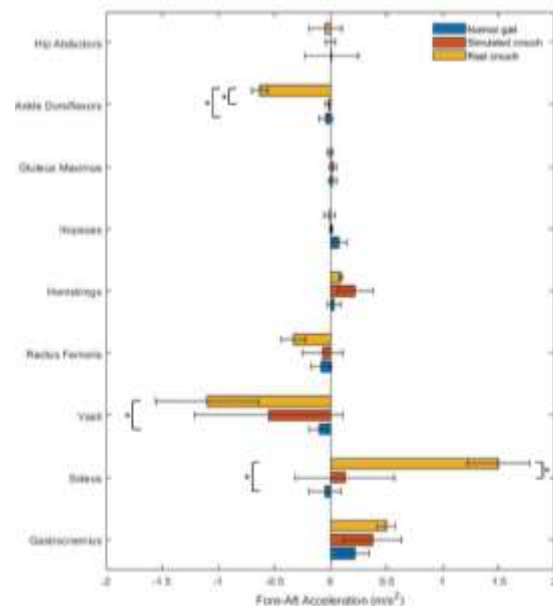 Normal gait
Simulated crouch
Real crouch
Hip Abductors
Ankle Dorsiflexors
Gluteus Maximus
Iliopsoas
Hamstrings
Rectus Femoris
Vasti
Soleus
Gastrocnemius
*
*
*
*
*
-2 -1.5 -1 -0.5 0 0.5 1 1.5 2
Fore-Aft Acceleration (m/s²)